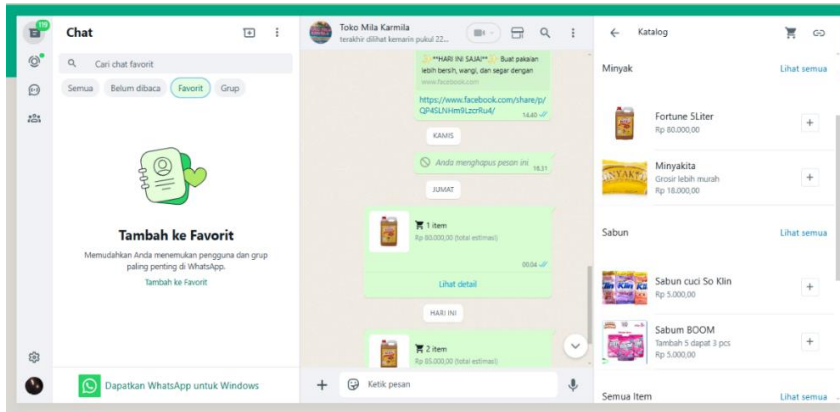 119
Chat
Cari chat favorit
Semua
Belum dibaca
Favorit
Grup
Tambah ke Favorit
Memudahkan Anda menemukan pengguna dan grup
paling penting di WhatsApp.
Tambah ke Favorit
Dapatkan WhatsApp untuk Windows
Toko Mila Karmila
terakhir dilihat kemarin pukul 22...
**HARI INI SAJA!** Buat pakaian
lebih bersih, wangi, dan segar dengan
www.facebook.com
https://www.facebook.com/share/p/
14.40
KAMIS
Anda menghapus pesan ini
18.31
JUMAT
1 item
Rp 80.000,00 (total estimasi)
00.04
Lihat detail
HARI INI
2 item
Rp 85.000,00 (total estimasi)
Ketik pesan
Katalog
Minyak
Lihat semua
Fortune 5Liter
Rp 80.000,00
Minyakita
Grosir lebih murah
Rp 18.000,00
Sabun
Lihat semua
Sabun cuci So Klin
Rp 5.000,00
Sabum BOOM
Tambah 5 dapat 3 pcs
Rp 5.000,00
Semua Item
Lihat semua